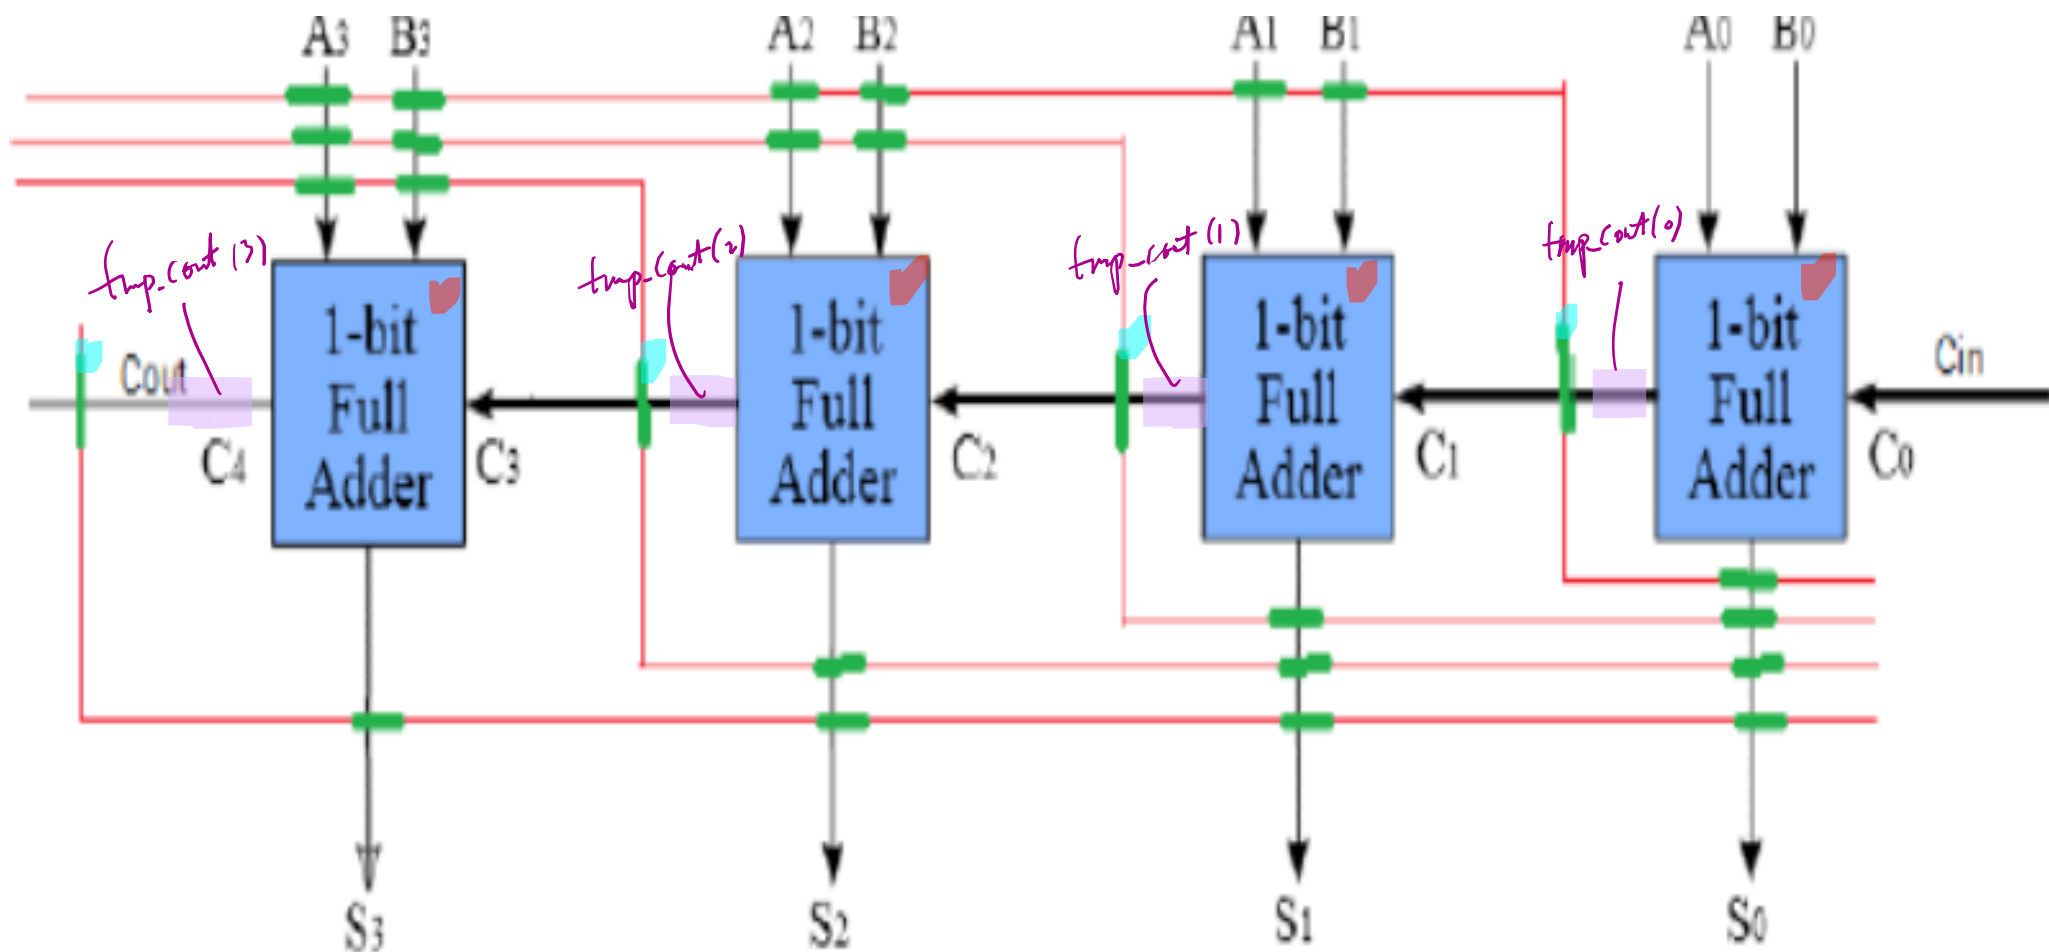 A3 B3 A2 B2 A1 B1 A0 B0
tmp_cout(3) tmp_cout(2) tmp_cout(1) tmp_cout(0)
1-bit 1-bit 1-bit 1-bit
Cout Cin
Full Full Full Full
C4 C3 C2 C1 C0
Adder Adder Adder Adder
S3 S2 S1 S0